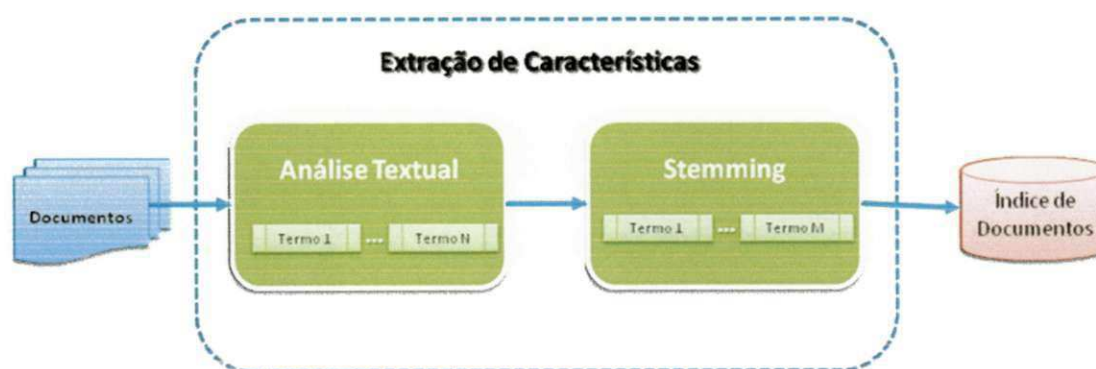 Extração de Características
Análise Textual
Stemming
Documentos
Termo 1 ... Termo N
Termo 1 ... Termo M
Índice de
Documentos